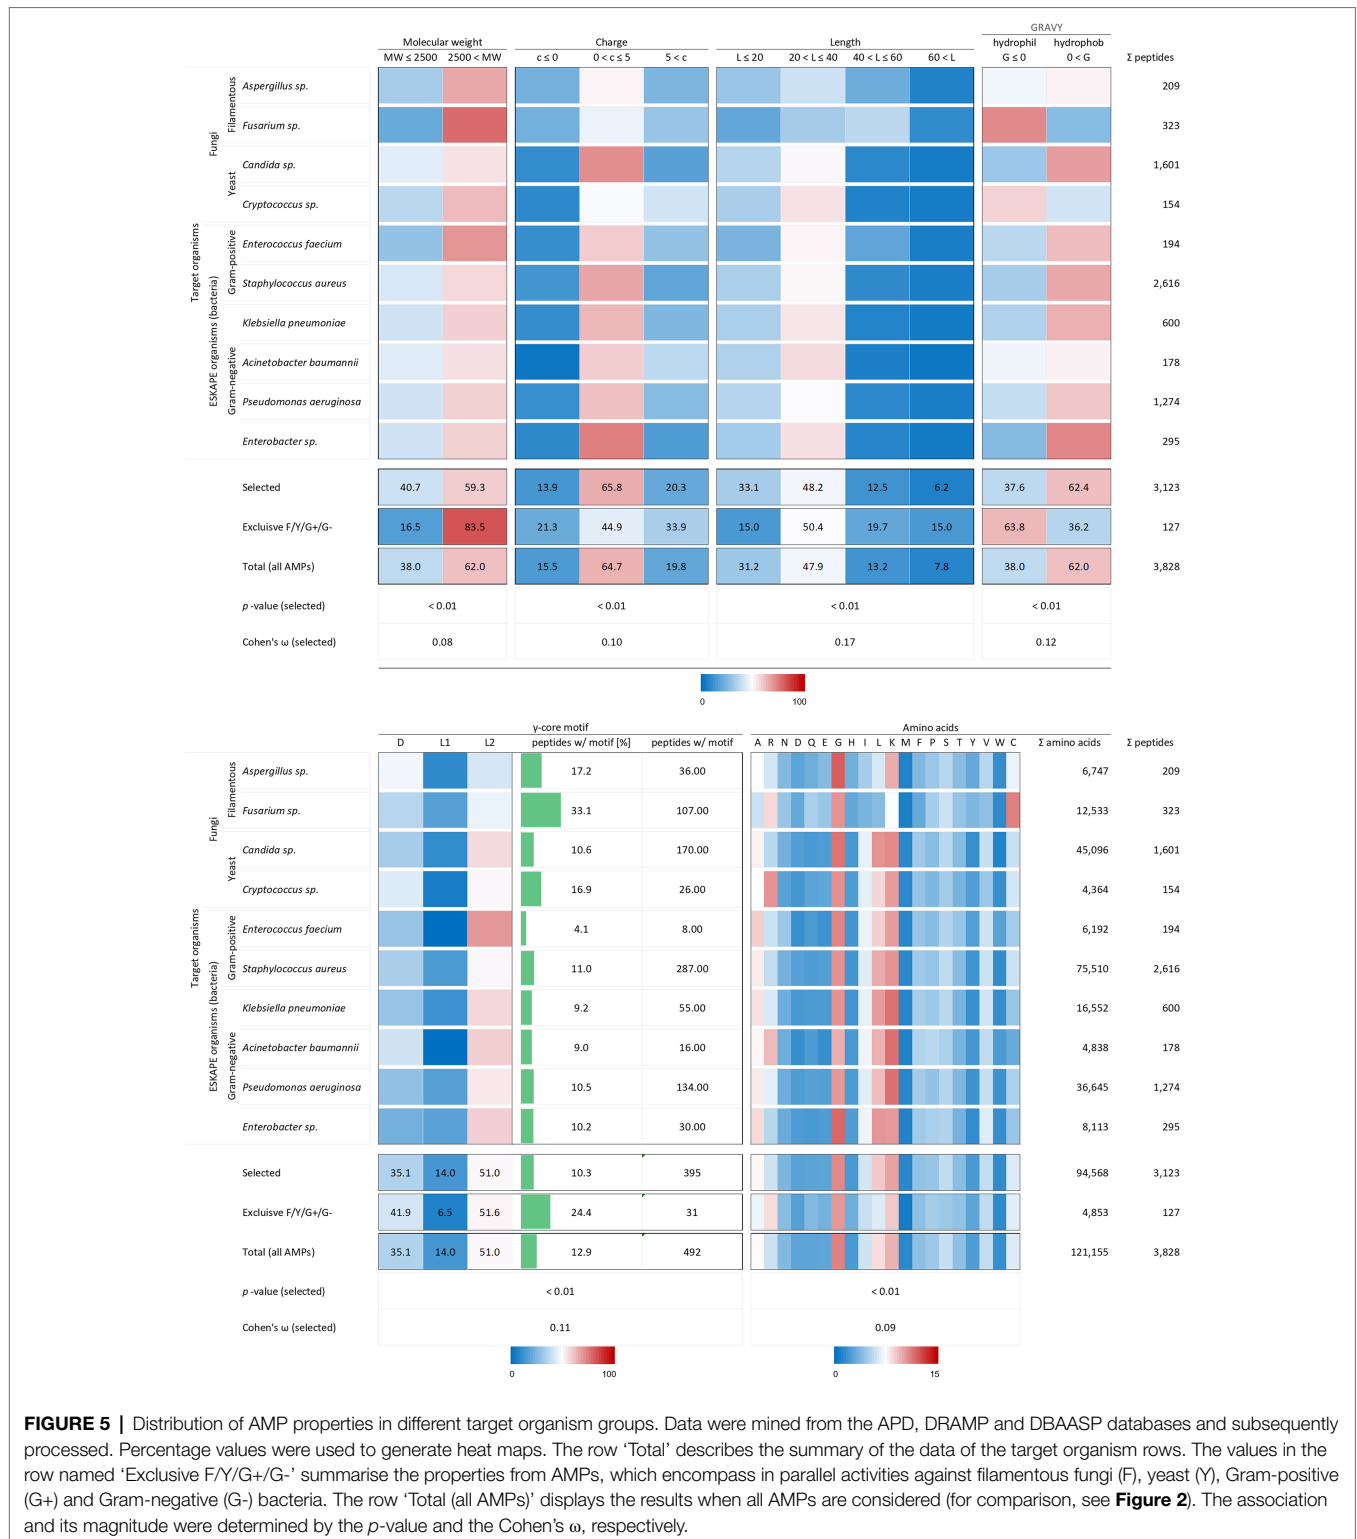 GRAVY
Molecular weight Charge Length hydrophil hydrophob
MW ≤ 2500 2500 < MW c ≤ 0 0 < c ≤ 5 5 < c L ≤ 20 20 < L ≤ 40 40 < L ≤ 60 60 < L G ≤ 0 0 < G Σ peptides
Target organisms
Fungi
Filamentous
Aspergillus sp. 209
Fusarium sp. 323
Yeast
Candida sp. 1,601
Cryptococcus sp. 154
ESKAPE organisms (bacteria)
Gram-positive
Enterococcus faecium 194
Staphylococcus aureus 2,616
Gram-negative
Klebsiella pneumoniae 600
Acinetobacter baumannii 178
Pseudomonas aeruginosa 1,274
Enterobacter sp. 295
Selected 40.7 59.3 13.9 65.8 20.3 33.1 48.2 12.5 6.2 37.6 62.4 3,123
Excluisve F/Y/G+/G- 16.5 83.5 21.3 44.9 33.9 15.0 50.4 19.7 15.0 63.8 36.2 127
Total (all AMPs) 38.0 62.0 15.5 64.7 19.8 31.2 47.9 13.2 7.8 38.0 62.0 3,828
p -value (selected) < 0.01 < 0.01 < 0.01 < 0.01
Cohen's ω (selected) 0.08 0.10 0.17 0.12
0 100
γ-core motif Amino acids
D L1 L2 peptides w/ motif [%] peptides w/ motif A R N D Q E G H I L K M F P S T Y V W C Σ amino acids Σ peptides
Target organisms
Fungi
Filamentous
Aspergillus sp. 17.2 36.00 6,747 209
Fusarium sp. 33.1 107.00 12,533 323
Yeast
Candida sp. 10.6 170.00 45,096 1,601
Cryptococcus sp. 16.9 26.00 4,364 154
ESKAPE organisms (bacteria)
Gram-positive
Enterococcus faecium 4.1 8.00 6,192 194
Staphylococcus aureus 11.0 287.00 75,510 2,616
Gram-negative
Klebsiella pneumoniae 9.2 55.00 16,552 600
Acinetobacter baumannii 9.0 16.00 4,838 178
Pseudomonas aeruginosa 10.5 134.00 36,645 1,274
Enterobacter sp. 10.2 30.00 8,113 295
Selected 35.1 14.0 51.0 10.3 395 94,568 3,123
Excluisve F/Y/G+/G- 41.9 6.5 51.6 24.4 31 4,853 127
Total (all AMPs) 35.1 14.0 51.0 12.9 492 121,155 3,828
p -value (selected) < 0.01 < 0.01
Cohen's ω (selected) 0.11 0.09
0 100 0 15
FIGURE 5 | Distribution of AMP properties in different target organism groups. Data were mined from the APD, DRAMP and DBAASP databases and subsequently
processed. Percentage values were used to generate heat maps. The row ‘Total’ describes the summary of the data of the target organism rows. The values in the
row named ‘Exclusive F/Y/G+/G-’ summarise the properties from AMPs, which encompass in parallel activities against filamentous fungi (F), yeast (Y), Gram-positive
(G+) and Gram-negative (G-) bacteria. The row ‘Total (all AMPs)’ displays the results when all AMPs are considered (for comparison, see Figure 2). The association
and its magnitude were determined by the p-value and the Cohen’s ω, respectively.